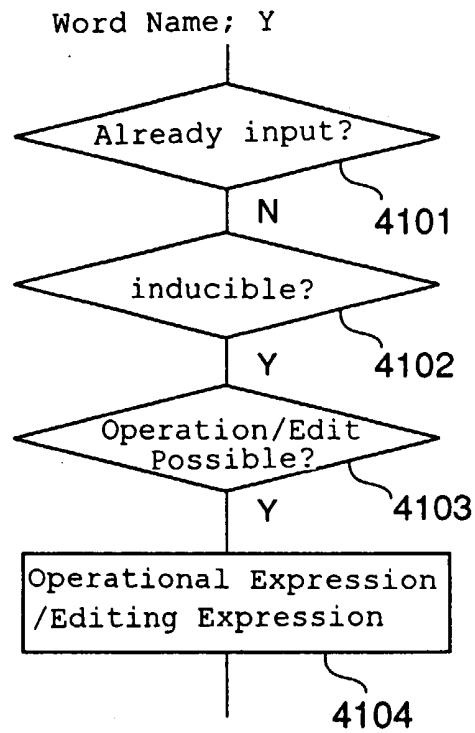 Word Name; Y
Already input?
4101
N
inducible?
4102
Y
Operation/Edit
Possible?
4103
Y
Operational Expression
/Editing Expression
4104